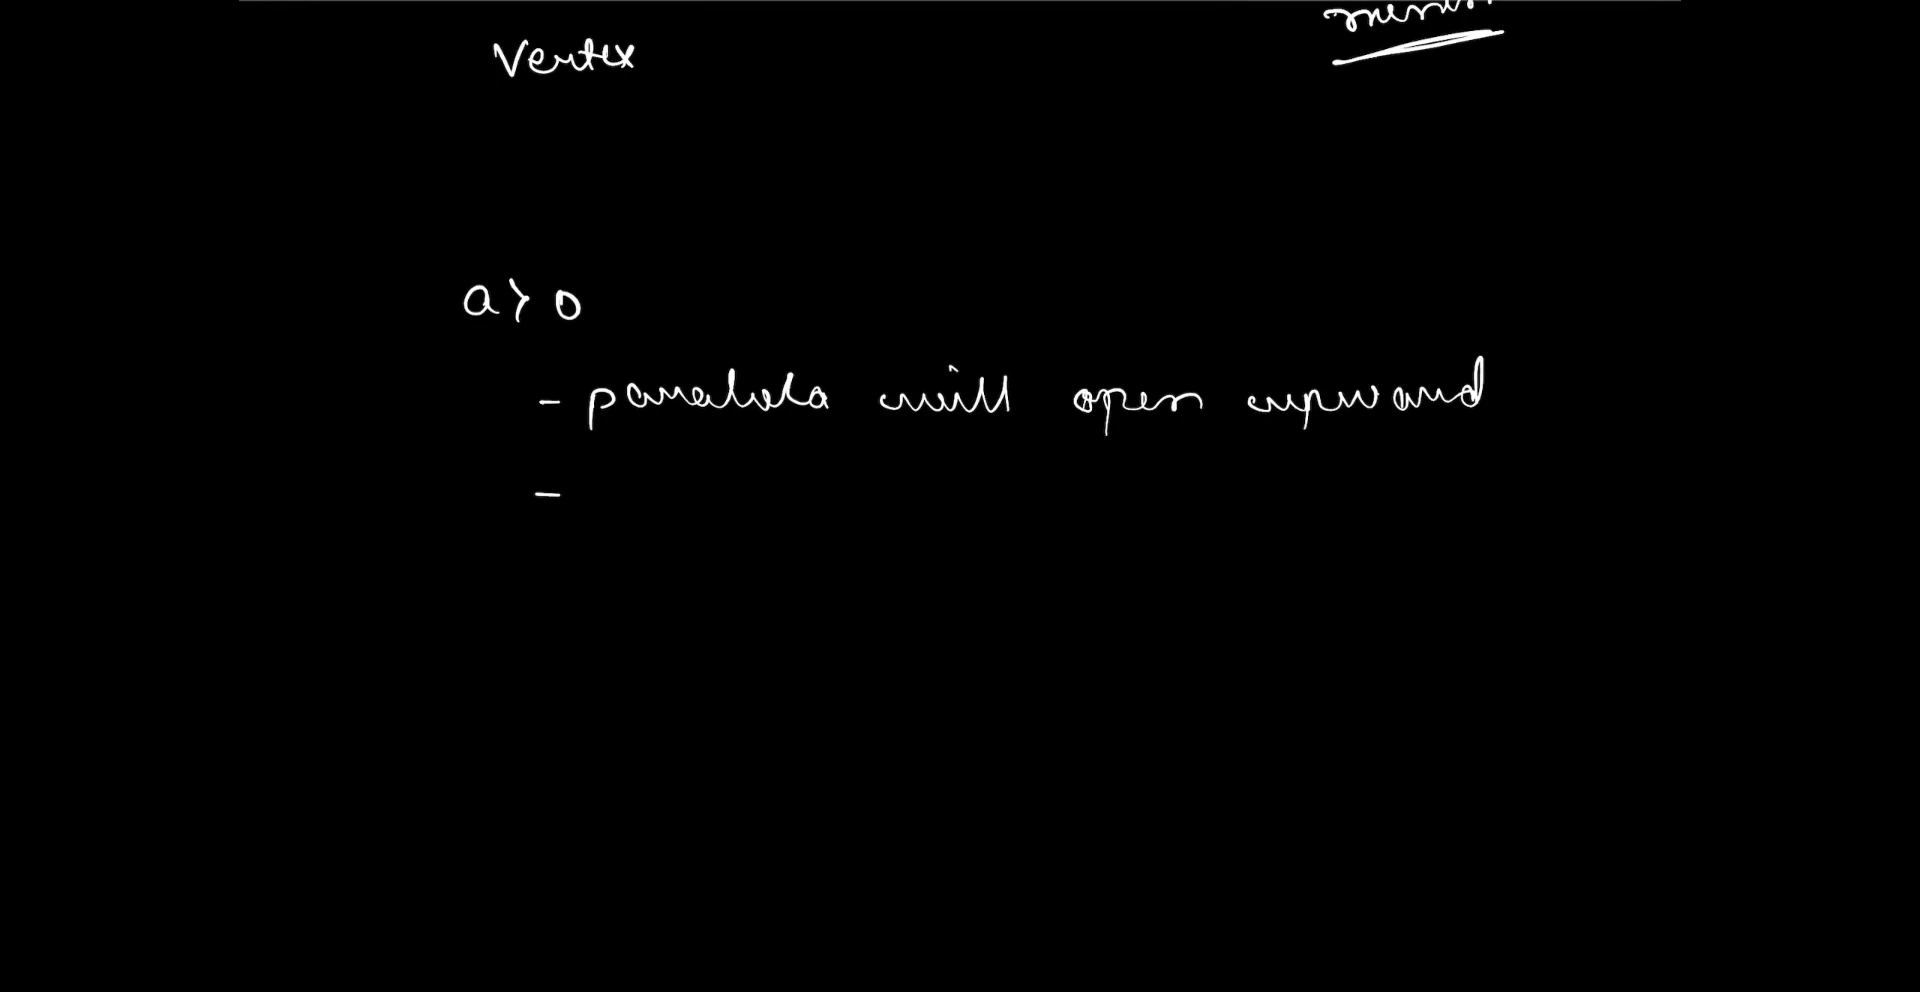 Vertex
a > 0
- parabola will open upward
-